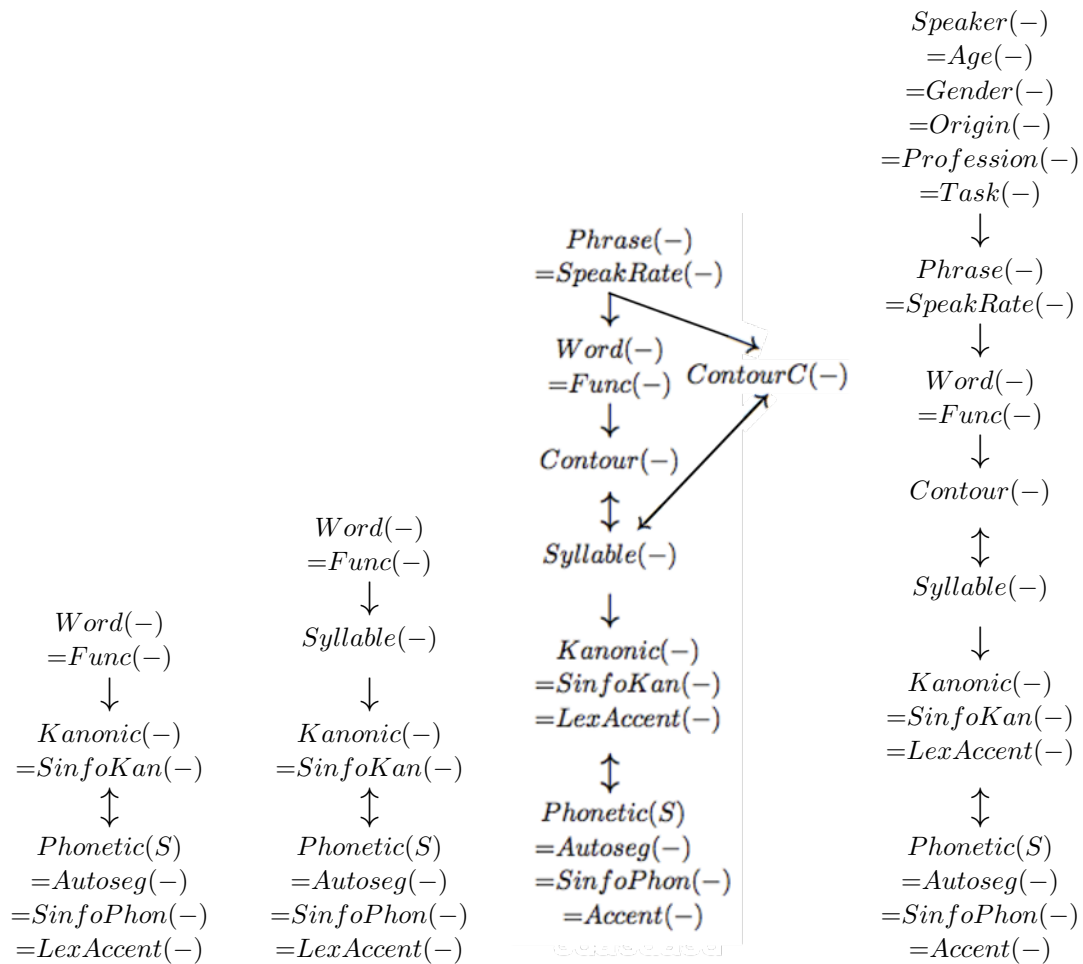 Word(−)
=Func(−)
Kanonic(−)
=SinfoKan(−)
Phonetic(S)
=Autoseg(−)
=SinfoPhon(−)
=LexAccent(−)
Word(−)
=Func(−)
Syllable(−)
Kanonic(−)
=SinfoKan(−)
Phonetic(S)
=Autoseg(−)
=SinfoPhon(−)
=LexAccent(−)
Phrase(−)
=SpeakRate(−)
Word(−)
=Func(−)
ContourC(−)
Contour(−)
Syllable(−)
Kanonic(−)
=SinfoKan(−)
=LexAccent(−)
Phonetic(S)
=Autoseg(−)
=SinfoPhon(−)
=Accent(−)
Speaker(−)
=Age(−)
=Gender(−)
=Origin(−)
=Profession(−)
=Task(−)
Phrase(−)
=SpeakRate(−)
Word(−)
=Func(−)
Contour(−)
Syllable(−)
Kanonic(−)
=SinfoKan(−)
=LexAccent(−)
Phonetic(S)
=Autoseg(−)
=SinfoPhon(−)
=Accent(−)